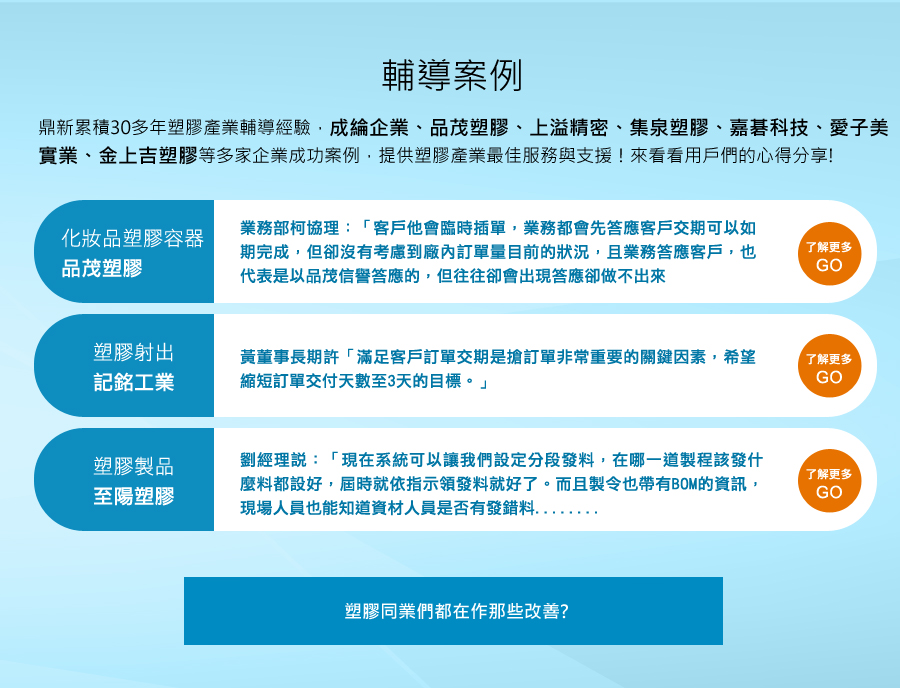 輔導案例
鼎新累積30多年塑膠產業輔導經驗，成綸企業、品茂塑膠、上溢精密、集泉塑膠、嘉碁科技、愛子美
實業、金上吉塑膠等多家企業成功案例，提供塑膠產業最佳服務與支援！來看看用戶們的心得分享!
化妝品塑膠容器
品茂塑膠
業務部柯協理：「客戶他會臨時插單，業務都會先答應客戶交期可以如
期完成，但卻沒有考慮到廠內訂單量目前的狀況，且業務答應客戶，也
代表是以品茂信譽答應的，但往往卻會出現答應卻做不出來
了解更多
GO
塑膠射出
記銘工業
黃董事長期許「滿足客戶訂單交期是搶訂單非常重要的關鍵因素，希望
縮短訂單交付天數至3天的目標。」
了解更多
GO
塑膠製品
至陽塑膠
劉經理說：「現在系統可以讓我們設定分段發料，在哪一道製程該發什
麼料都設好，屆時就依指示領發料就好了。而且製令也帶有BOM的資訊，
現場人員也能知道資材人員是否有發錯料........
了解更多
GO
塑膠同業們都在作那些改善?